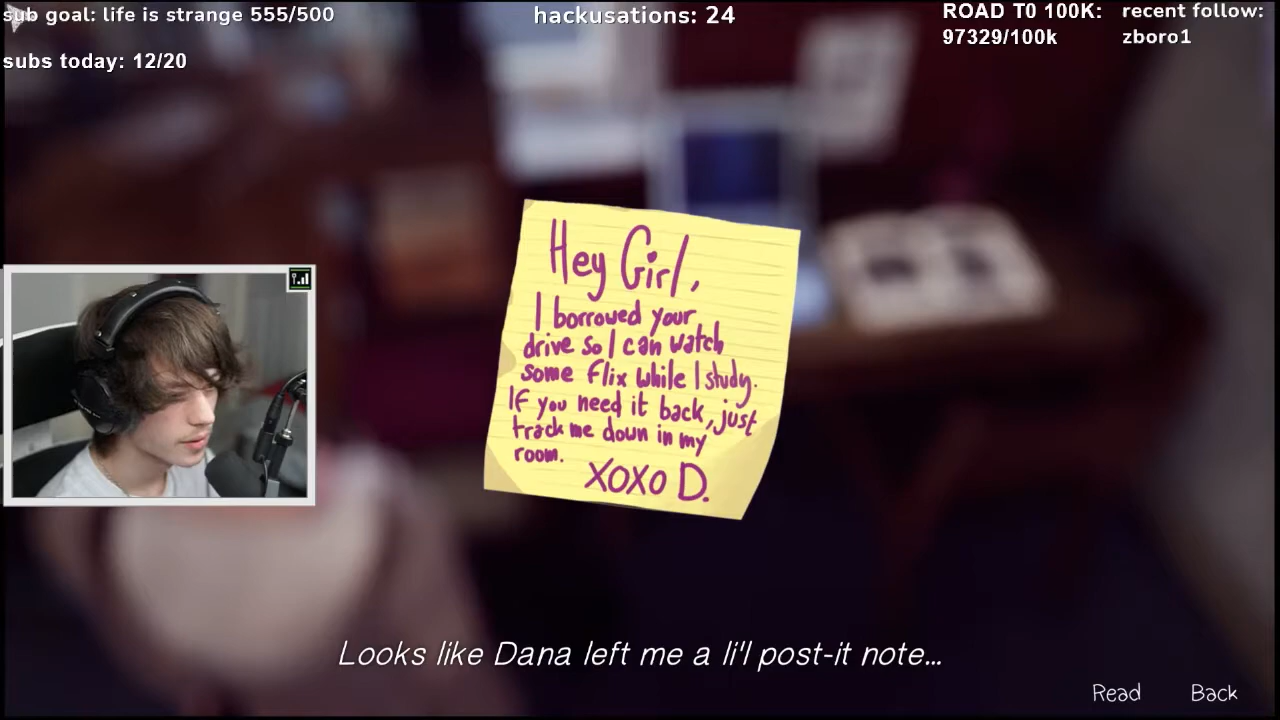 sub goal: life is strange 555/500
subs today: 12/20
hackusations: 24
ROAD T0 100K:
97329/100k
recent follow:
zboro1
Hey Girl,
I borrowed your
drive so I can watch
some flix while I study.
If you need it back, just
track me down in my
room.
XOXO D.
Looks like Dana left me a li'l post-it note...
Read
Back